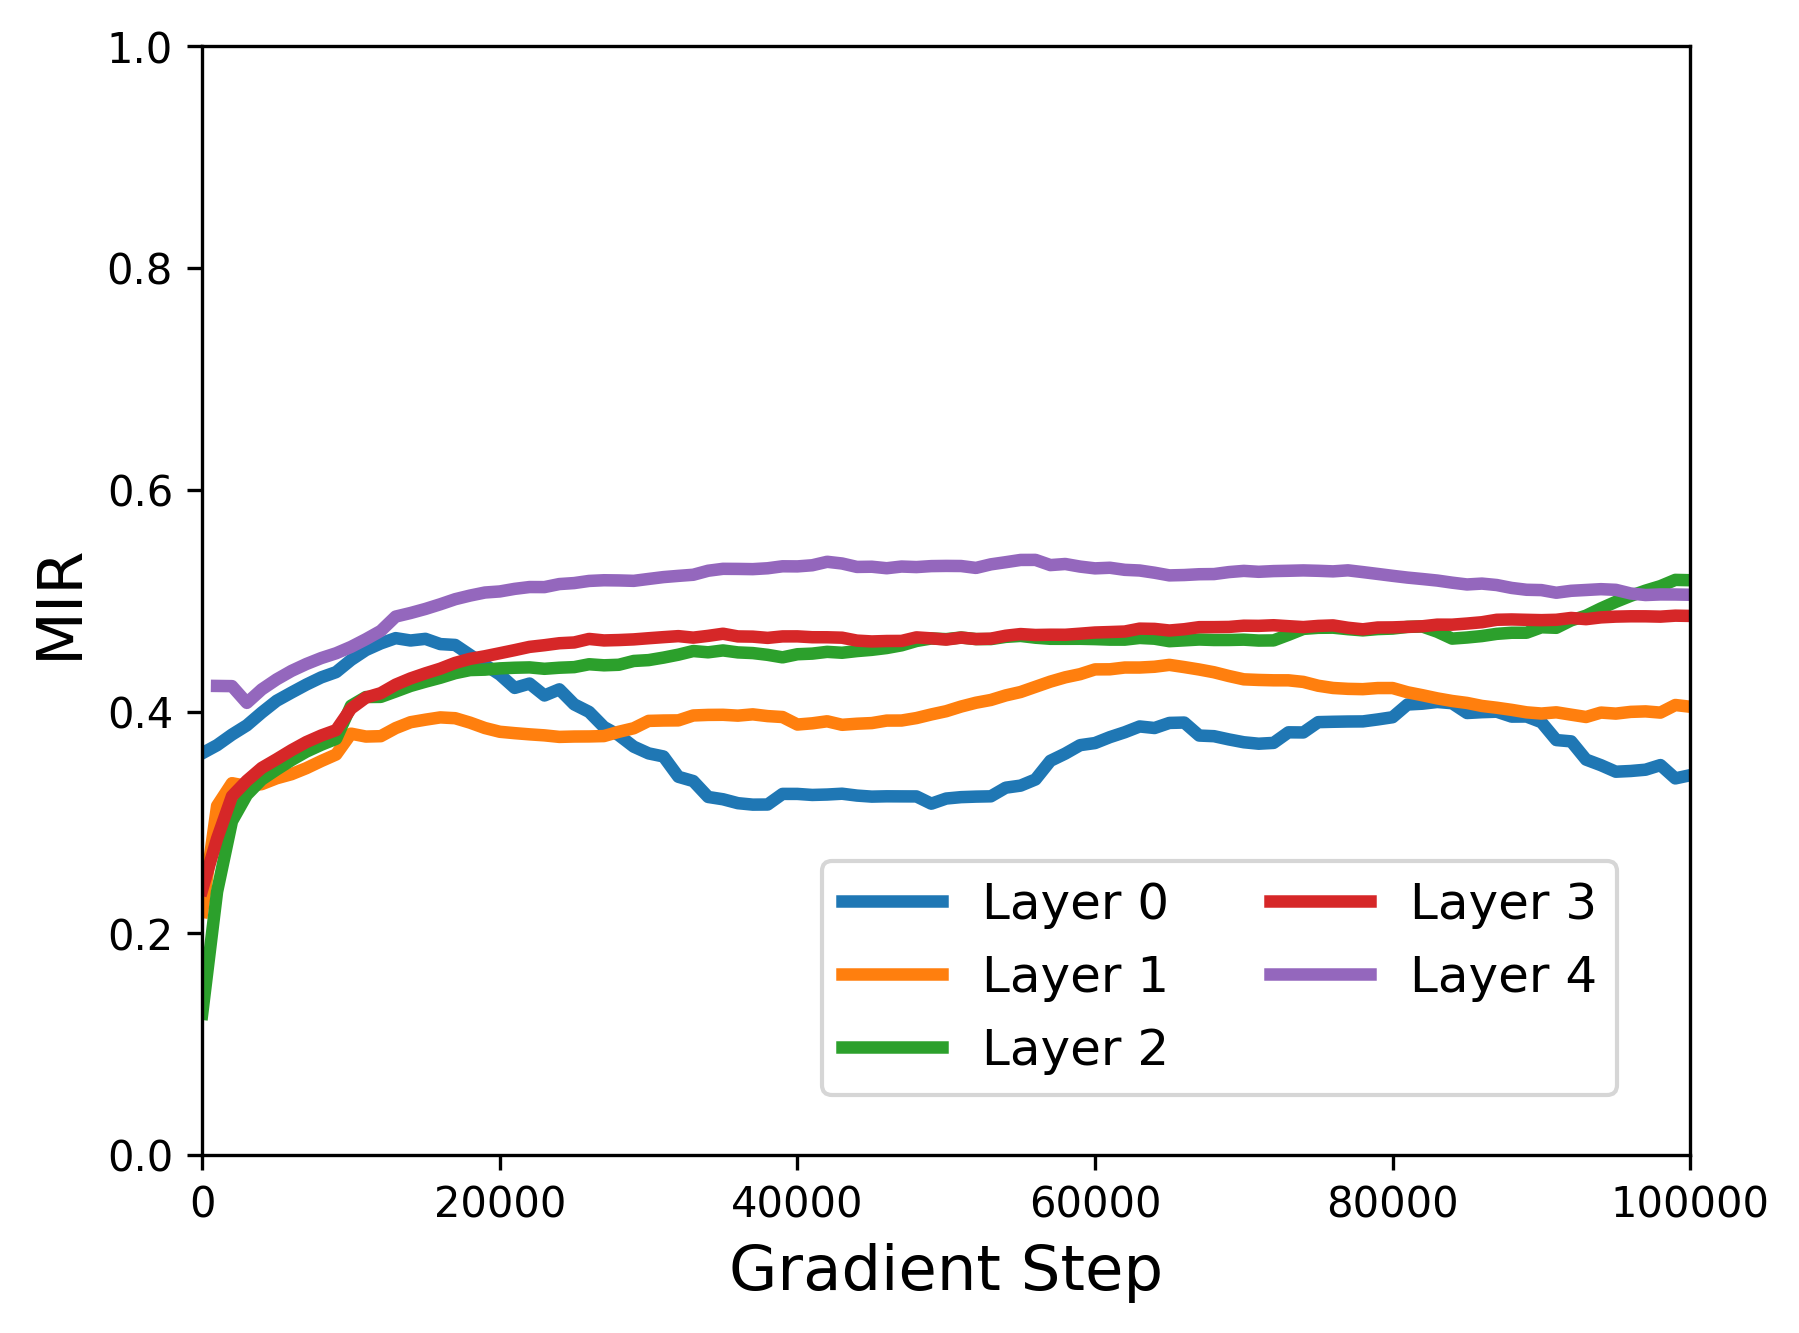 1.0
0.8
0.6
0.4
0.2
0.0
MIR
0 20000 40000 60000 80000 100000
Gradient Step
Layer 0
Layer 1
Layer 2
Layer 3
Layer 4